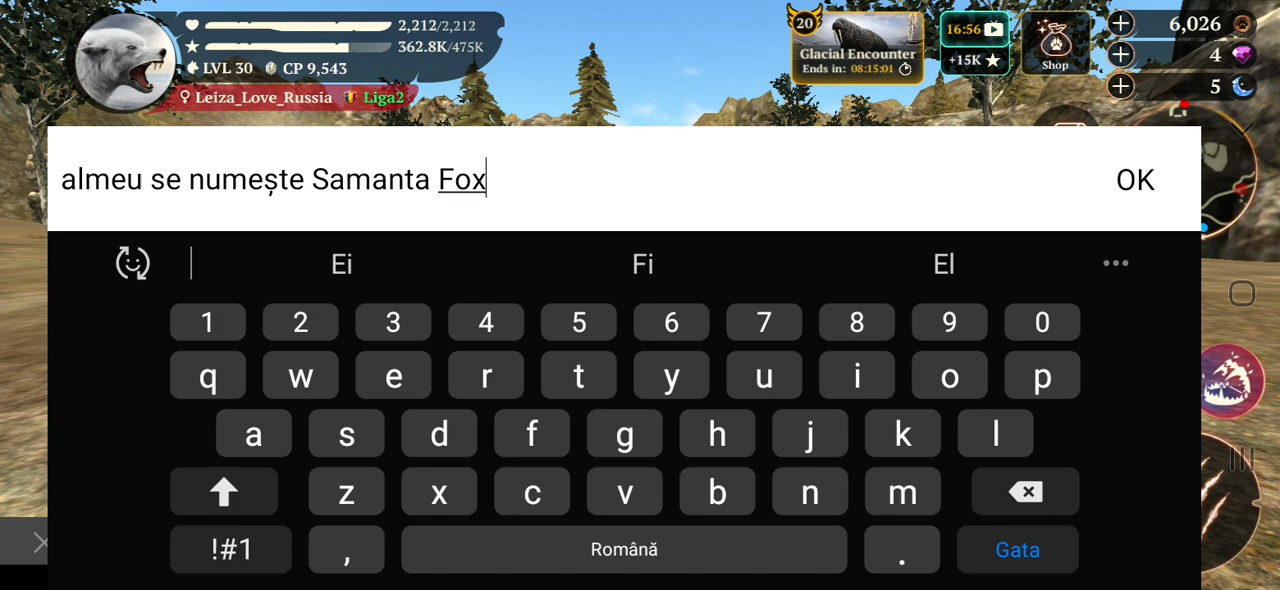 2,212/2,212
362.8K/475K
LVL 30 CP 9,543
Leiza_Love_Russia Liga2
20
Glacial Encounter
Ends in: 08:15:01
16:56
+15K
Shop
6,026
4
5
almeu se numește Samanta Fox
OK
Ei Fi El
1 2 3 4 5 6 7 8 9 0
q w e r t y u i o p
a s d f g h j k l
z x c v b n m
!#1 , Română . Gata